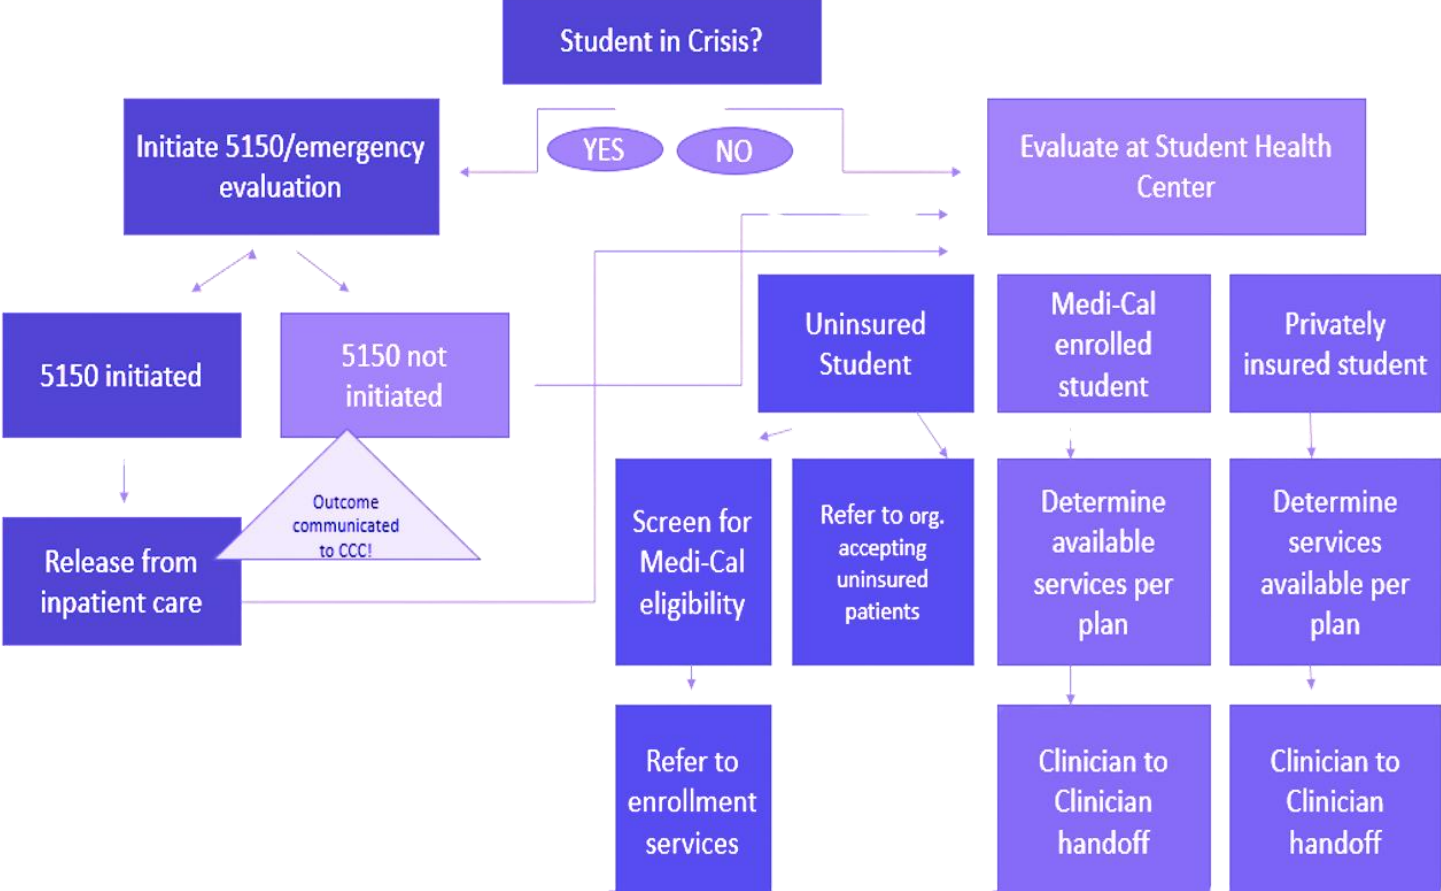 Student in Crisis?
Initiate 5150/emergency
evaluation
YES
NO
Evaluate at Student Health
Center
5150 initiated
5150 not
initiated
Uninsured
Student
Medi-Cal
enrolled
student
Privately
insured student
Outcome
communicated
to CCC!
Release from
inpatient care
Screen for
Medi-Cal
eligibility
Refer to org.
accepting
uninsured
patients
Determine
available
services per
plan
Determine
services
available per
plan
Refer to
enrollment
services
Clinician to
Clinician
handoff
Clinician to
Clinician
handoff